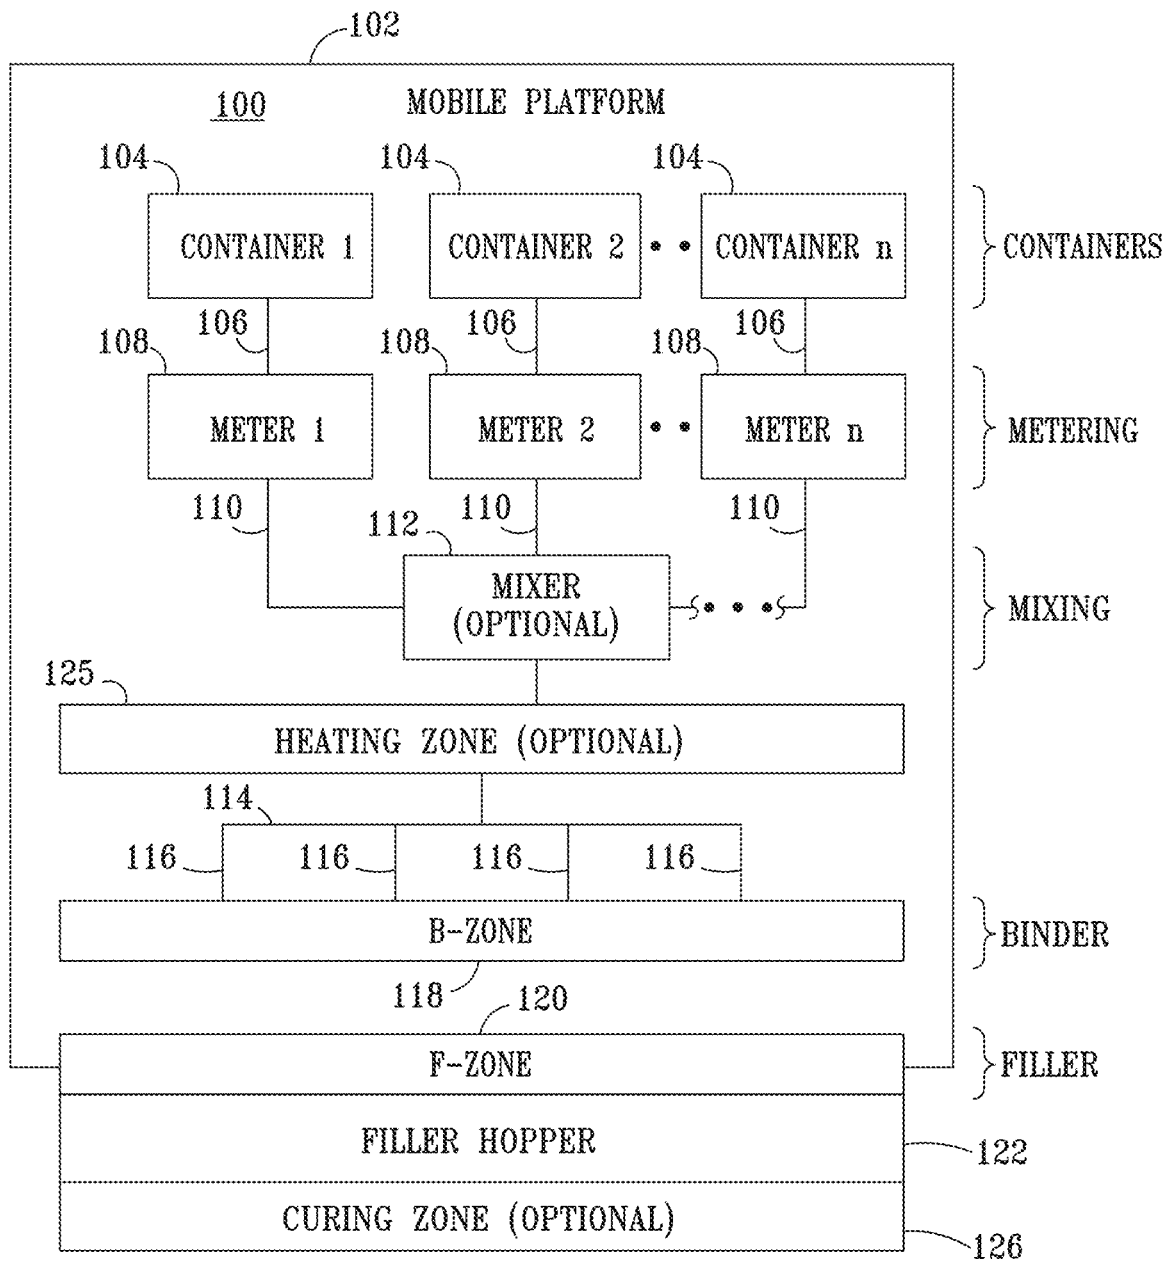 102
100 MOBILE PLATFORM
104 104 104
CONTAINER 1 CONTAINER 2 CONTAINER n CONTAINERS
106 106 106
108 108 108
METER 1 METER 2 METER n METERING
110 110 110
112
MIXER
(OPTIONAL)
MIXING
125
HEATING ZONE (OPTIONAL)
114
116 116 116 116
B-ZONE BINDER
118
120
F-ZONE FILLER
FILLER HOPPER
122
CURING ZONE (OPTIONAL)
126